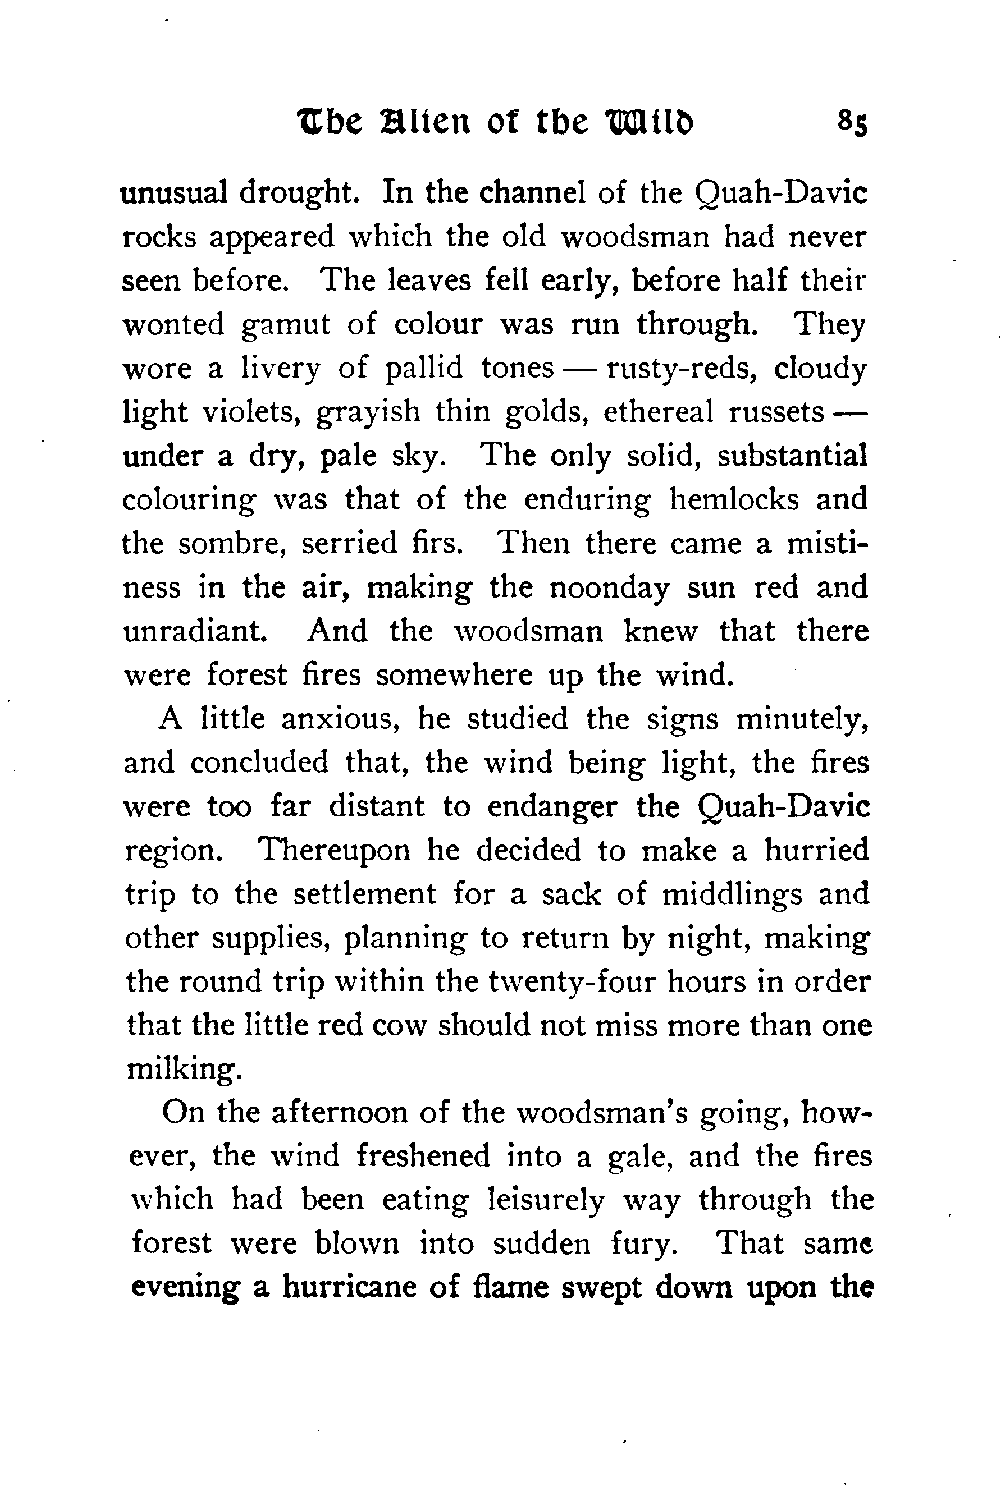 The Alien of the Wild 85
unusual drought. In the channel of the Quah-Davic
rocks appeared which the old woodsman had never
seen before. The leaves fell early, before half their
wonted gamut of colour was run through. They
wore a livery of pallid tones — rusty-reds, cloudy
light violets, grayish thin golds, ethereal russets —
under a dry, pale sky. The only solid, substantial
colouring was that of the enduring hemlocks and
the sombre, serried firs. Then there came a misti-
ness in the air, making the noonday sun red and
unradiant. And the woodsman knew that there
were forest fires somewhere up the wind.
A little anxious, he studied the signs minutely,
and concluded that, the wind being light, the fires
were too far distant to endanger the Quah-Davic
region. Thereupon he decided to make a hurried
trip to the settlement for a sack of middlings and
other supplies, planning to return by night, making
the round trip within the twenty-four hours in order
that the little red cow should not miss more than one
milking.
On the afternoon of the woodsman's going, how-
ever, the wind freshened into a gale, and the fires
which had been eating leisurely way through the
forest were blown into sudden fury. That same
evening a hurricane of flame swept down upon the